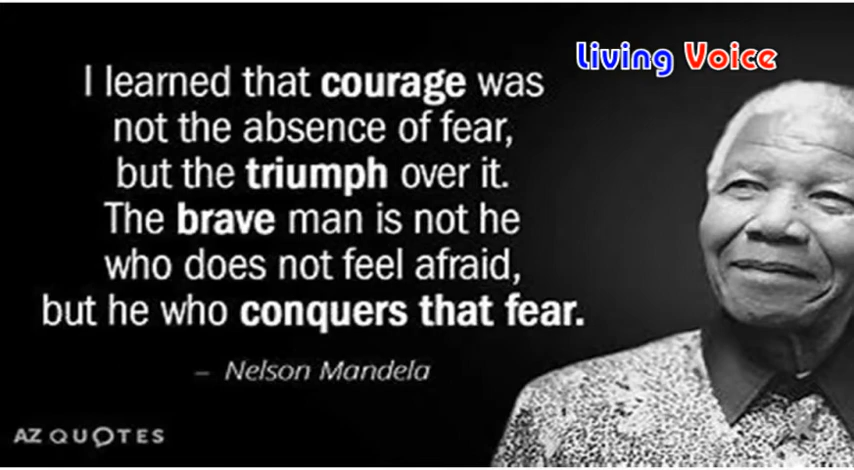 Living Voice
I learned that courage was
not the absence of fear,
but the triumph over it.
The brave man is not he
who does not feel afraid,
but he who conquers that fear.
– Nelson Mandela
AZ QUOTES